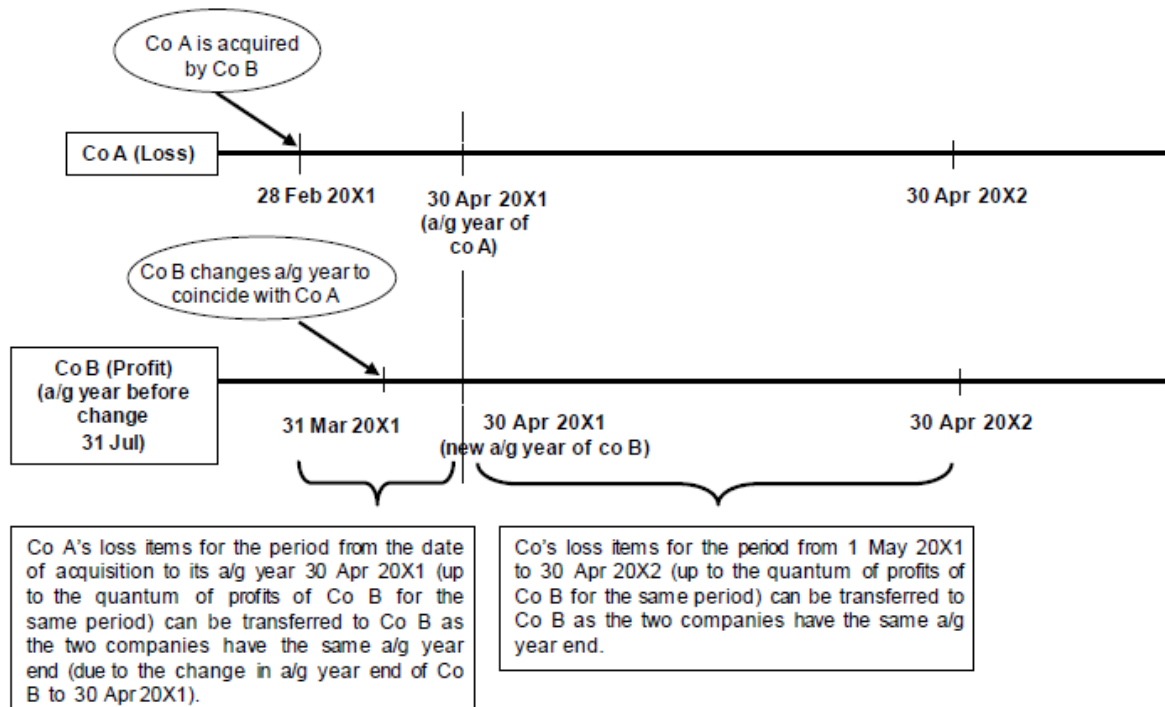 Co A is acquired
by Co B
Co A (Loss)
28 Feb 20X1
30 Apr 20X1
(a/g year of
co A)
30 Apr 20X2
Co B changes a/g year to
coincide with Co A
Co B (Profit)
(a/g year before
change
31 Jul)
31 Mar 20X1
30 Apr 20X1
(new a/g year of co B)
30 Apr 20X2
Co A's loss items for the period from the date
of acquisition to its a/g year 30 Apr 20X1 (up
to the quantum of profits of Co B for the
same period) can be transferred to Co B as
the two companies have the same a/g year
end (due to the change in a/g year end of Co
B to 30 Apr 20X1).
Co's loss items for the period from 1 May 20X1
to 30 Apr 20X2 (up to the quantum of profits of
Co B for the same period) can be transferred to
Co B as the two companies have the same a/g
year end.